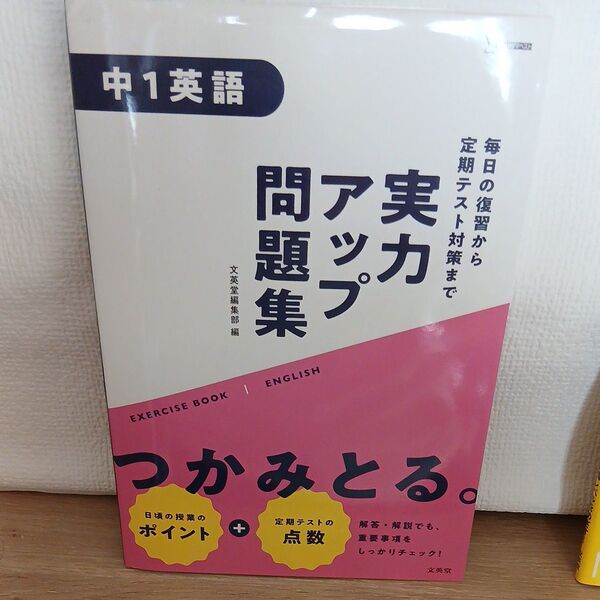 中1英語
毎日の復習から
定期テスト対策まで
実力
アップ
問題集
文英堂編集部 編
EXERCISE BOOK | ENGLISH
つかみとる。
日頃の授業の
ポイント
+
定期テストの
点数
解答・解説でも、
重要事項を
しっかりチェック!
文英堂